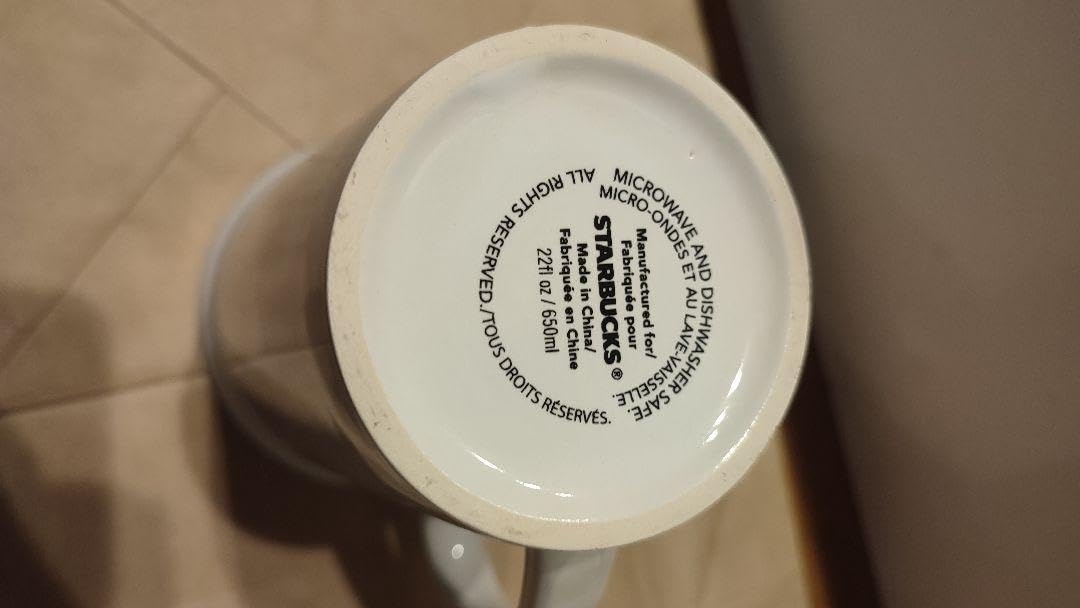 MICROWAVE AND DISHWASHER SAFE.
MICRO-ONDES ET AU LAVE-VAISSELLE.
Manufactured for/
Fabriquée pour
STARBUCKS®
Made in China/
Fabriquée en Chine
22fl oz / 650ml
ALL RIGHTS RESERVED./TOUS DROITS RÉSERVÉS.